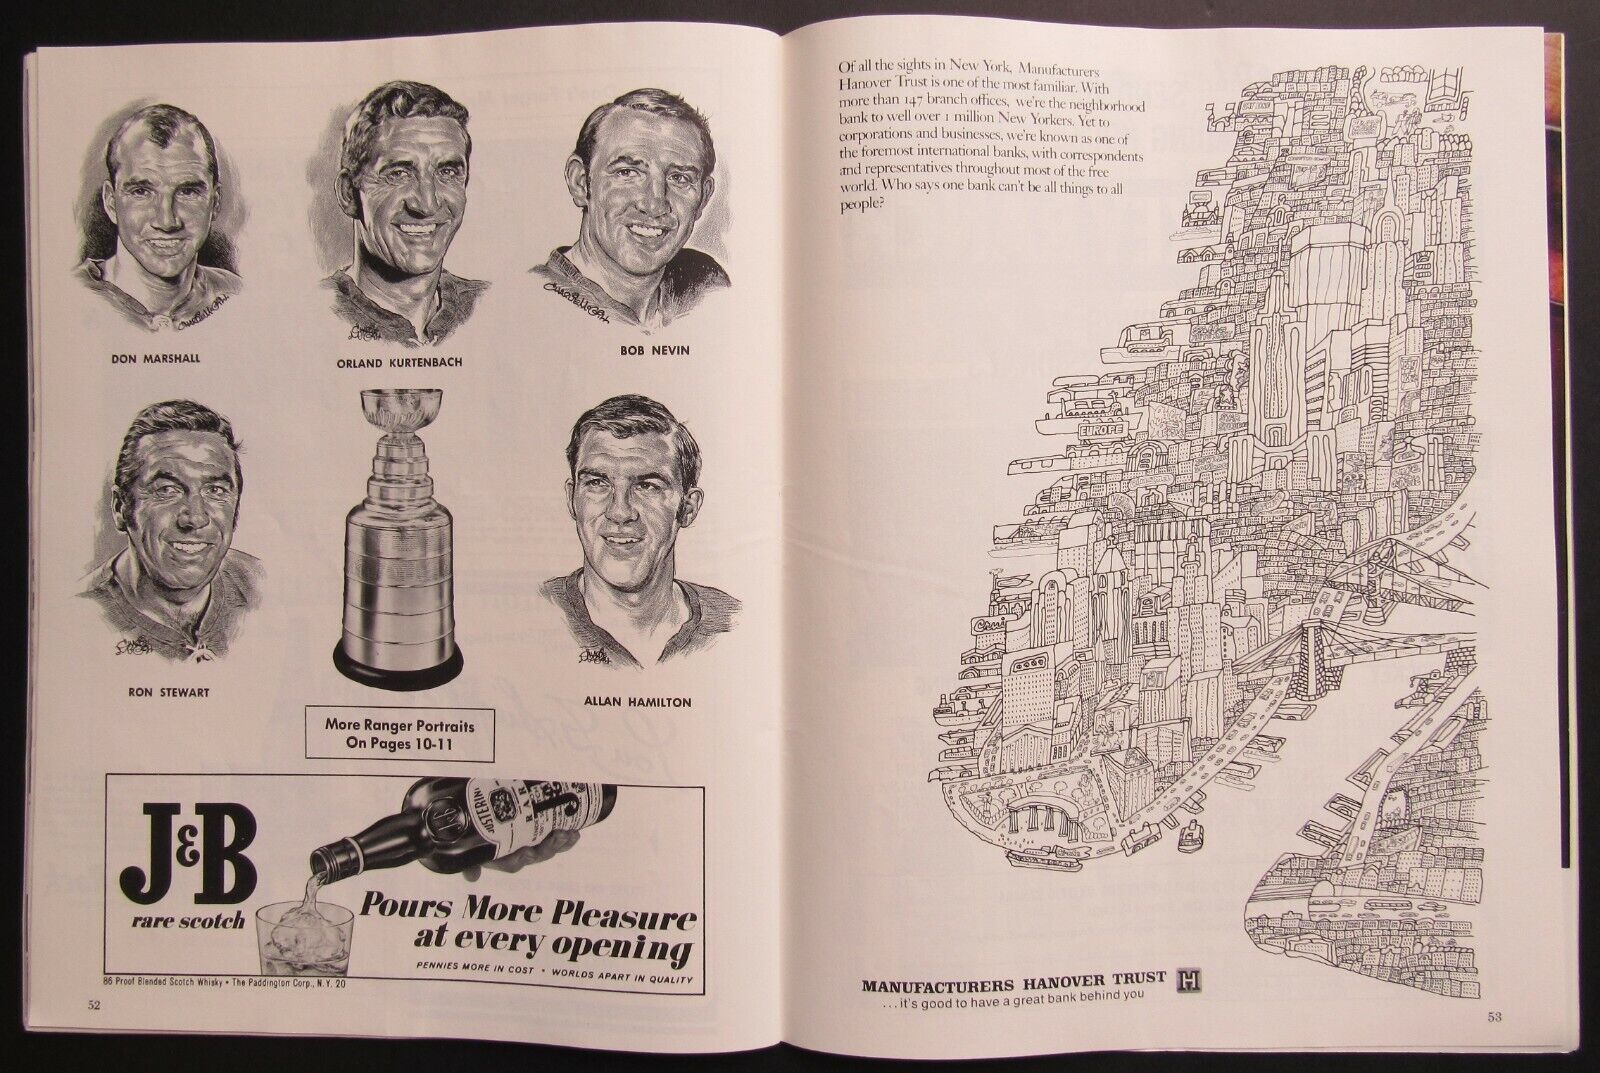 DON MARSHALL
ORLAND KURTENBACH
BOB NEVIN
RON STEWART
ALLAN HAMILTON
More Ranger Portraits
On Pages 10-11
J&B
rare scotch
Pours More Pleasure
at every opening
PENNIES MORE IN COST • WORLDS APART IN QUALITY
86 Proof Blended Scotch Whisky • The Paddington Corp., N.Y. 20
52
Of all the sights in New York, Manufacturers
Hanover Trust is one of the most familiar. With
more than 147 branch offices, we're the neighborhood
bank to well over 1 million New Yorkers. Yet to
corporations and businesses, we're known as one of
the foremost international banks, with correspondents
and representatives throughout most of the free
world. Who says one bank can't be all things to all
people?
EUROPE
MANUFACTURERS HANOVER TRUST
...it's good to have a great bank behind you
53